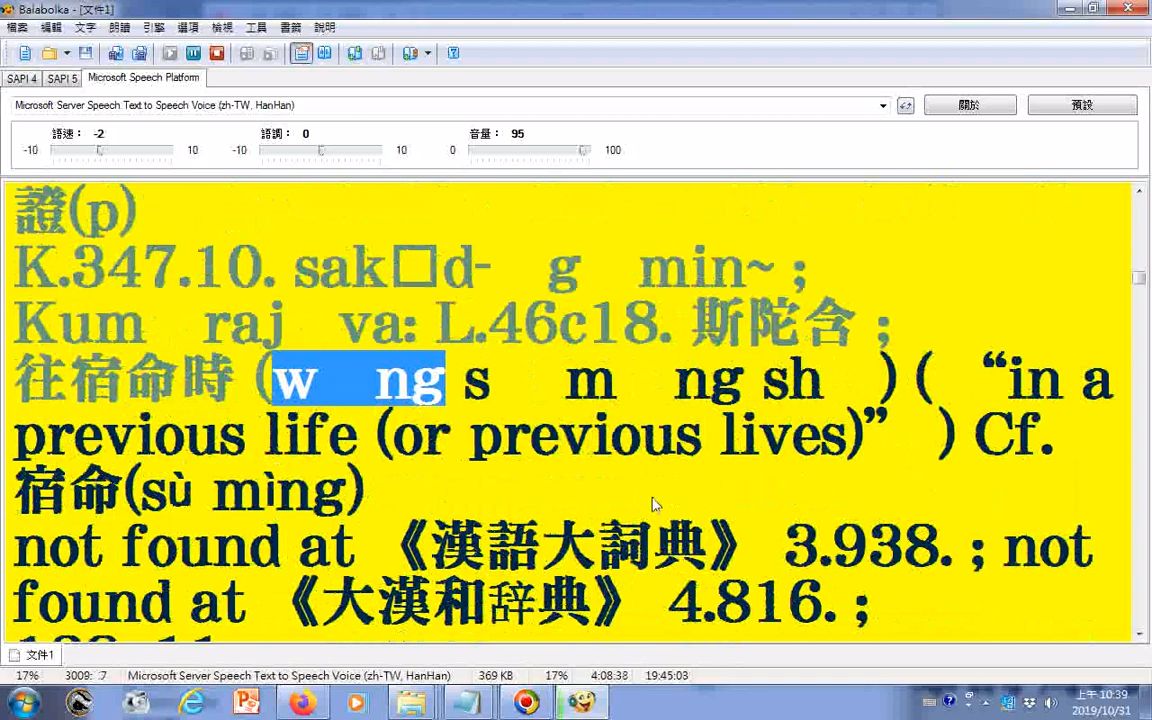 Balabolka - [文件1]
檔案 編輯 文字 朗讀 引擎 選項 檢視 工具 書籤 說明
SAPI 4 SAPI 5 Microsoft Speech Platform
Microsoft Server Speech Text to Speech Voice (zh-TW, HanHan) 關於 預設
語速： -2 語調： 0 音量： 95
-10 10 -10 10 0 100
證(p)
K.347.10. sak□d- g min~ ;
Kum raj va: L.46c18. 斯陀含 ;
往宿命時 (w ng s m ng sh ) ( “in a
previous life (or previous lives)” ) Cf.
宿命(sù mìng)
not found at 《漢語大詞典》 3.938. ; not
found at 《大漢和辞典》 4.816. ;
文件1
17% 3009: :7 Microsoft Server Speech Text to Speech Voice (zh-TW, HanHan) 369 KB 17% 4:08:38 19:45:03
上午 10:39
2019/10/31